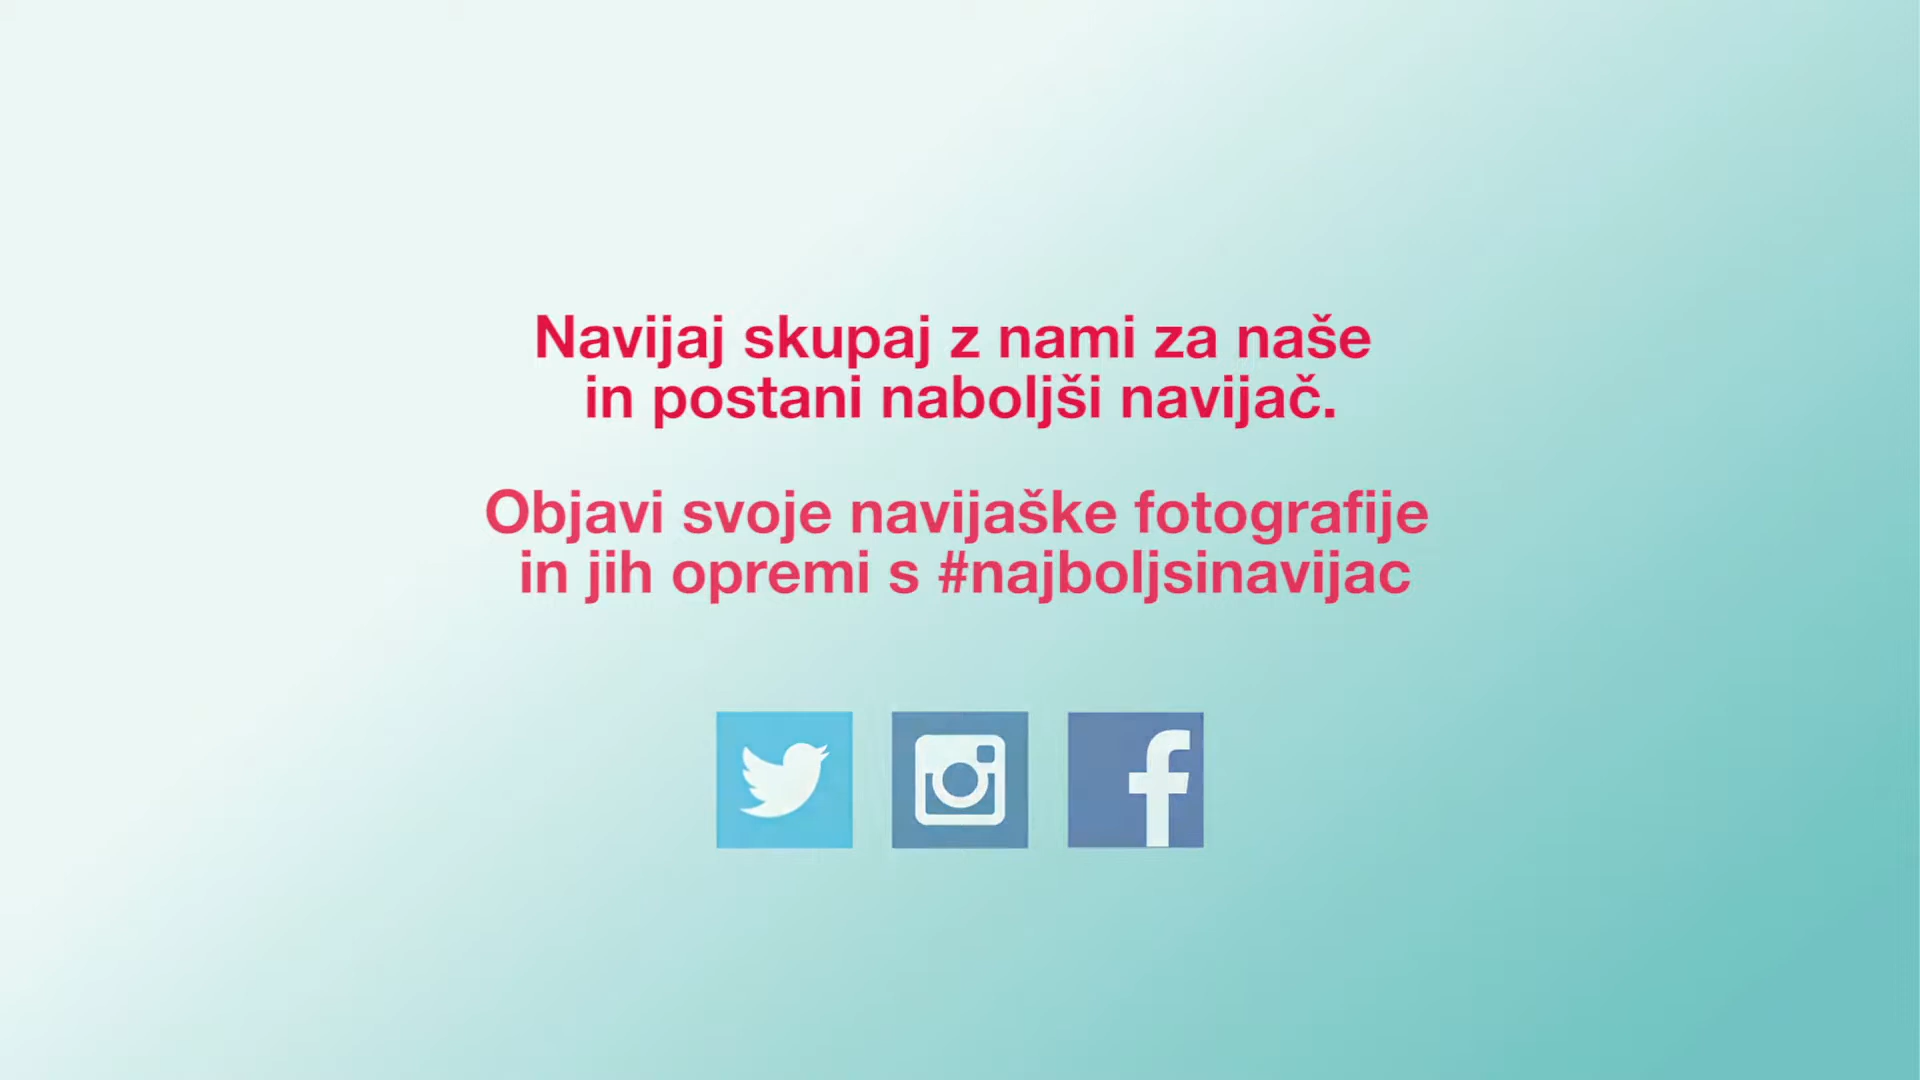 Navijaj skupaj z nami za naše
in postani naboljši navijač.
Objavi svoje navijaške fotografije
in jih opremi s #najboljsinavijac